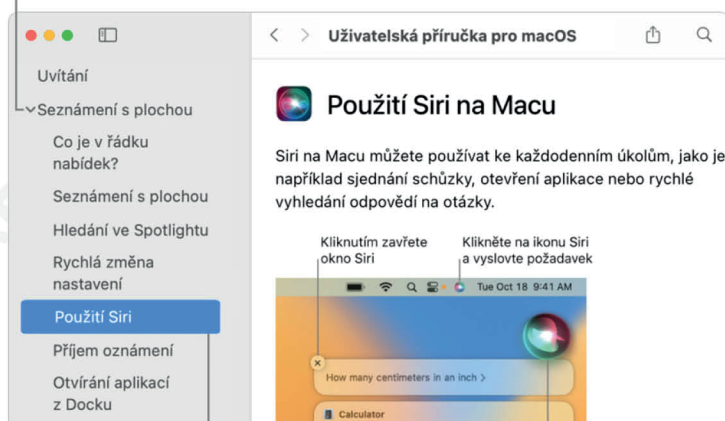 Uživatelská příručka pro macOS
Uvítání
Seznámení s plochou
Co je v řádku
nabídek?
Seznámení s plochou
Hledání ve Spotlightu
Rychlá změna
nastavení
Použití Siri
Příjem oznámení
Otvírání aplikací
z Docku
Použití Siri na Macu
Siri na Macu můžete používat ke každodenním úkolům, jako je
například sjednání schůzky, otevření aplikace nebo rychlé
vyhledání odpovědí na otázky.
Kliknutím zavřete
okno Siri
Klikněte na ikonu Siri
a vyslovte požadavek
Tue Oct 18 9:41 AM
How many centimeters in an inch >
Calculator